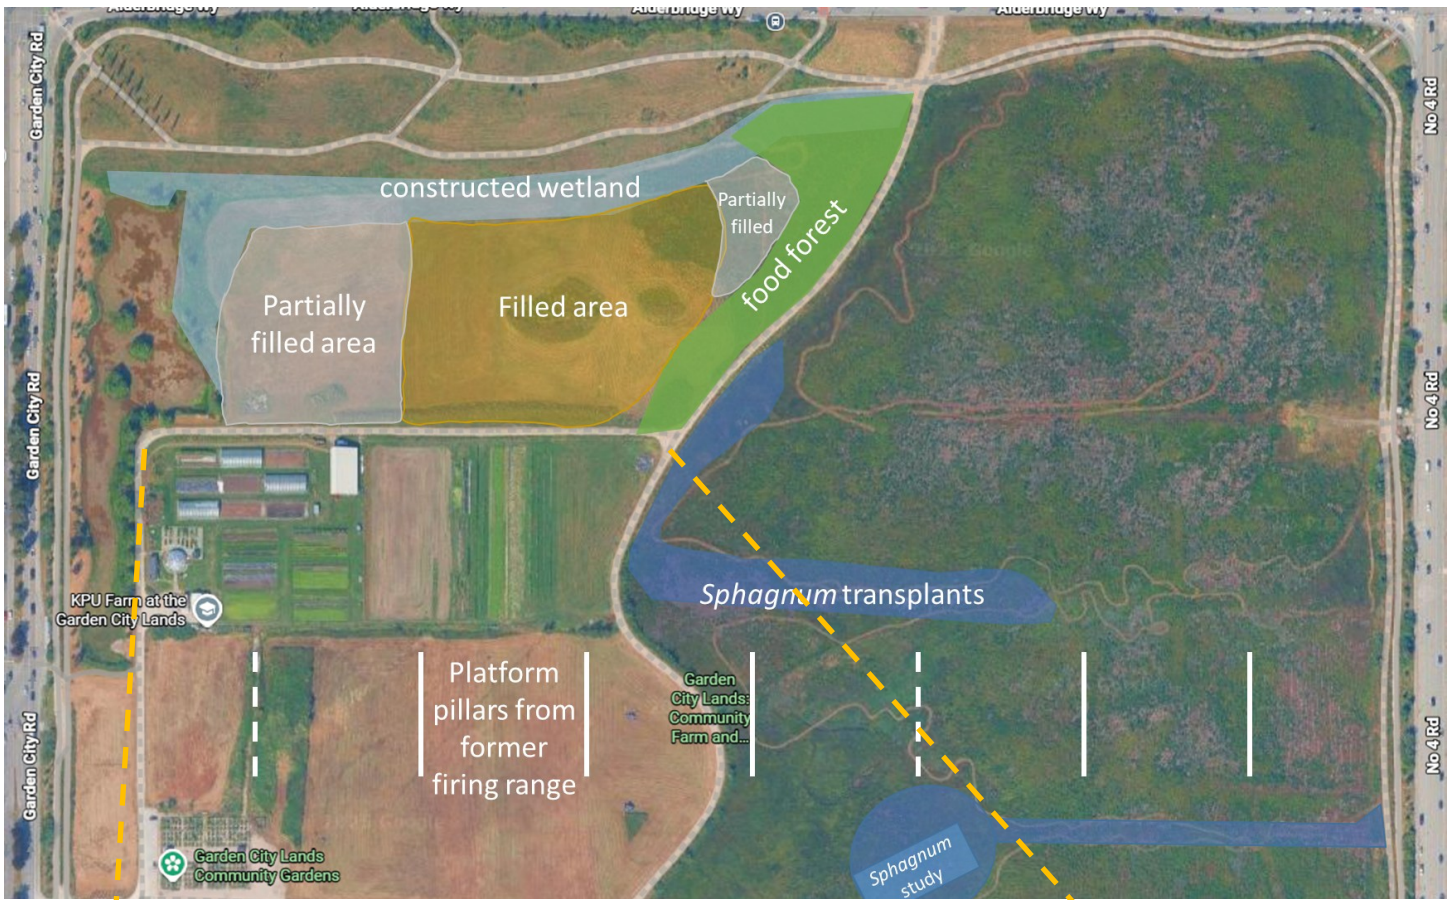 Alderbridge Wy
Alderbridge Wy
Alderbridge Wy
Alderbridge Wy
Garden City Rd
No 4 Rd
constructed wetland
Partially
filled
food forest
Partially
filled area
Filled area
Garden City Rd
No 4 Rd
Sphagnum transplants
KPU Farm at the
Garden City Lands
Platform
pillars from
former
firing range
Garden
City Lands:
Community
Farm and...
Garden City Rd
No 4 Rd
Garden City Lands
Community Gardens
Sphagnum
study